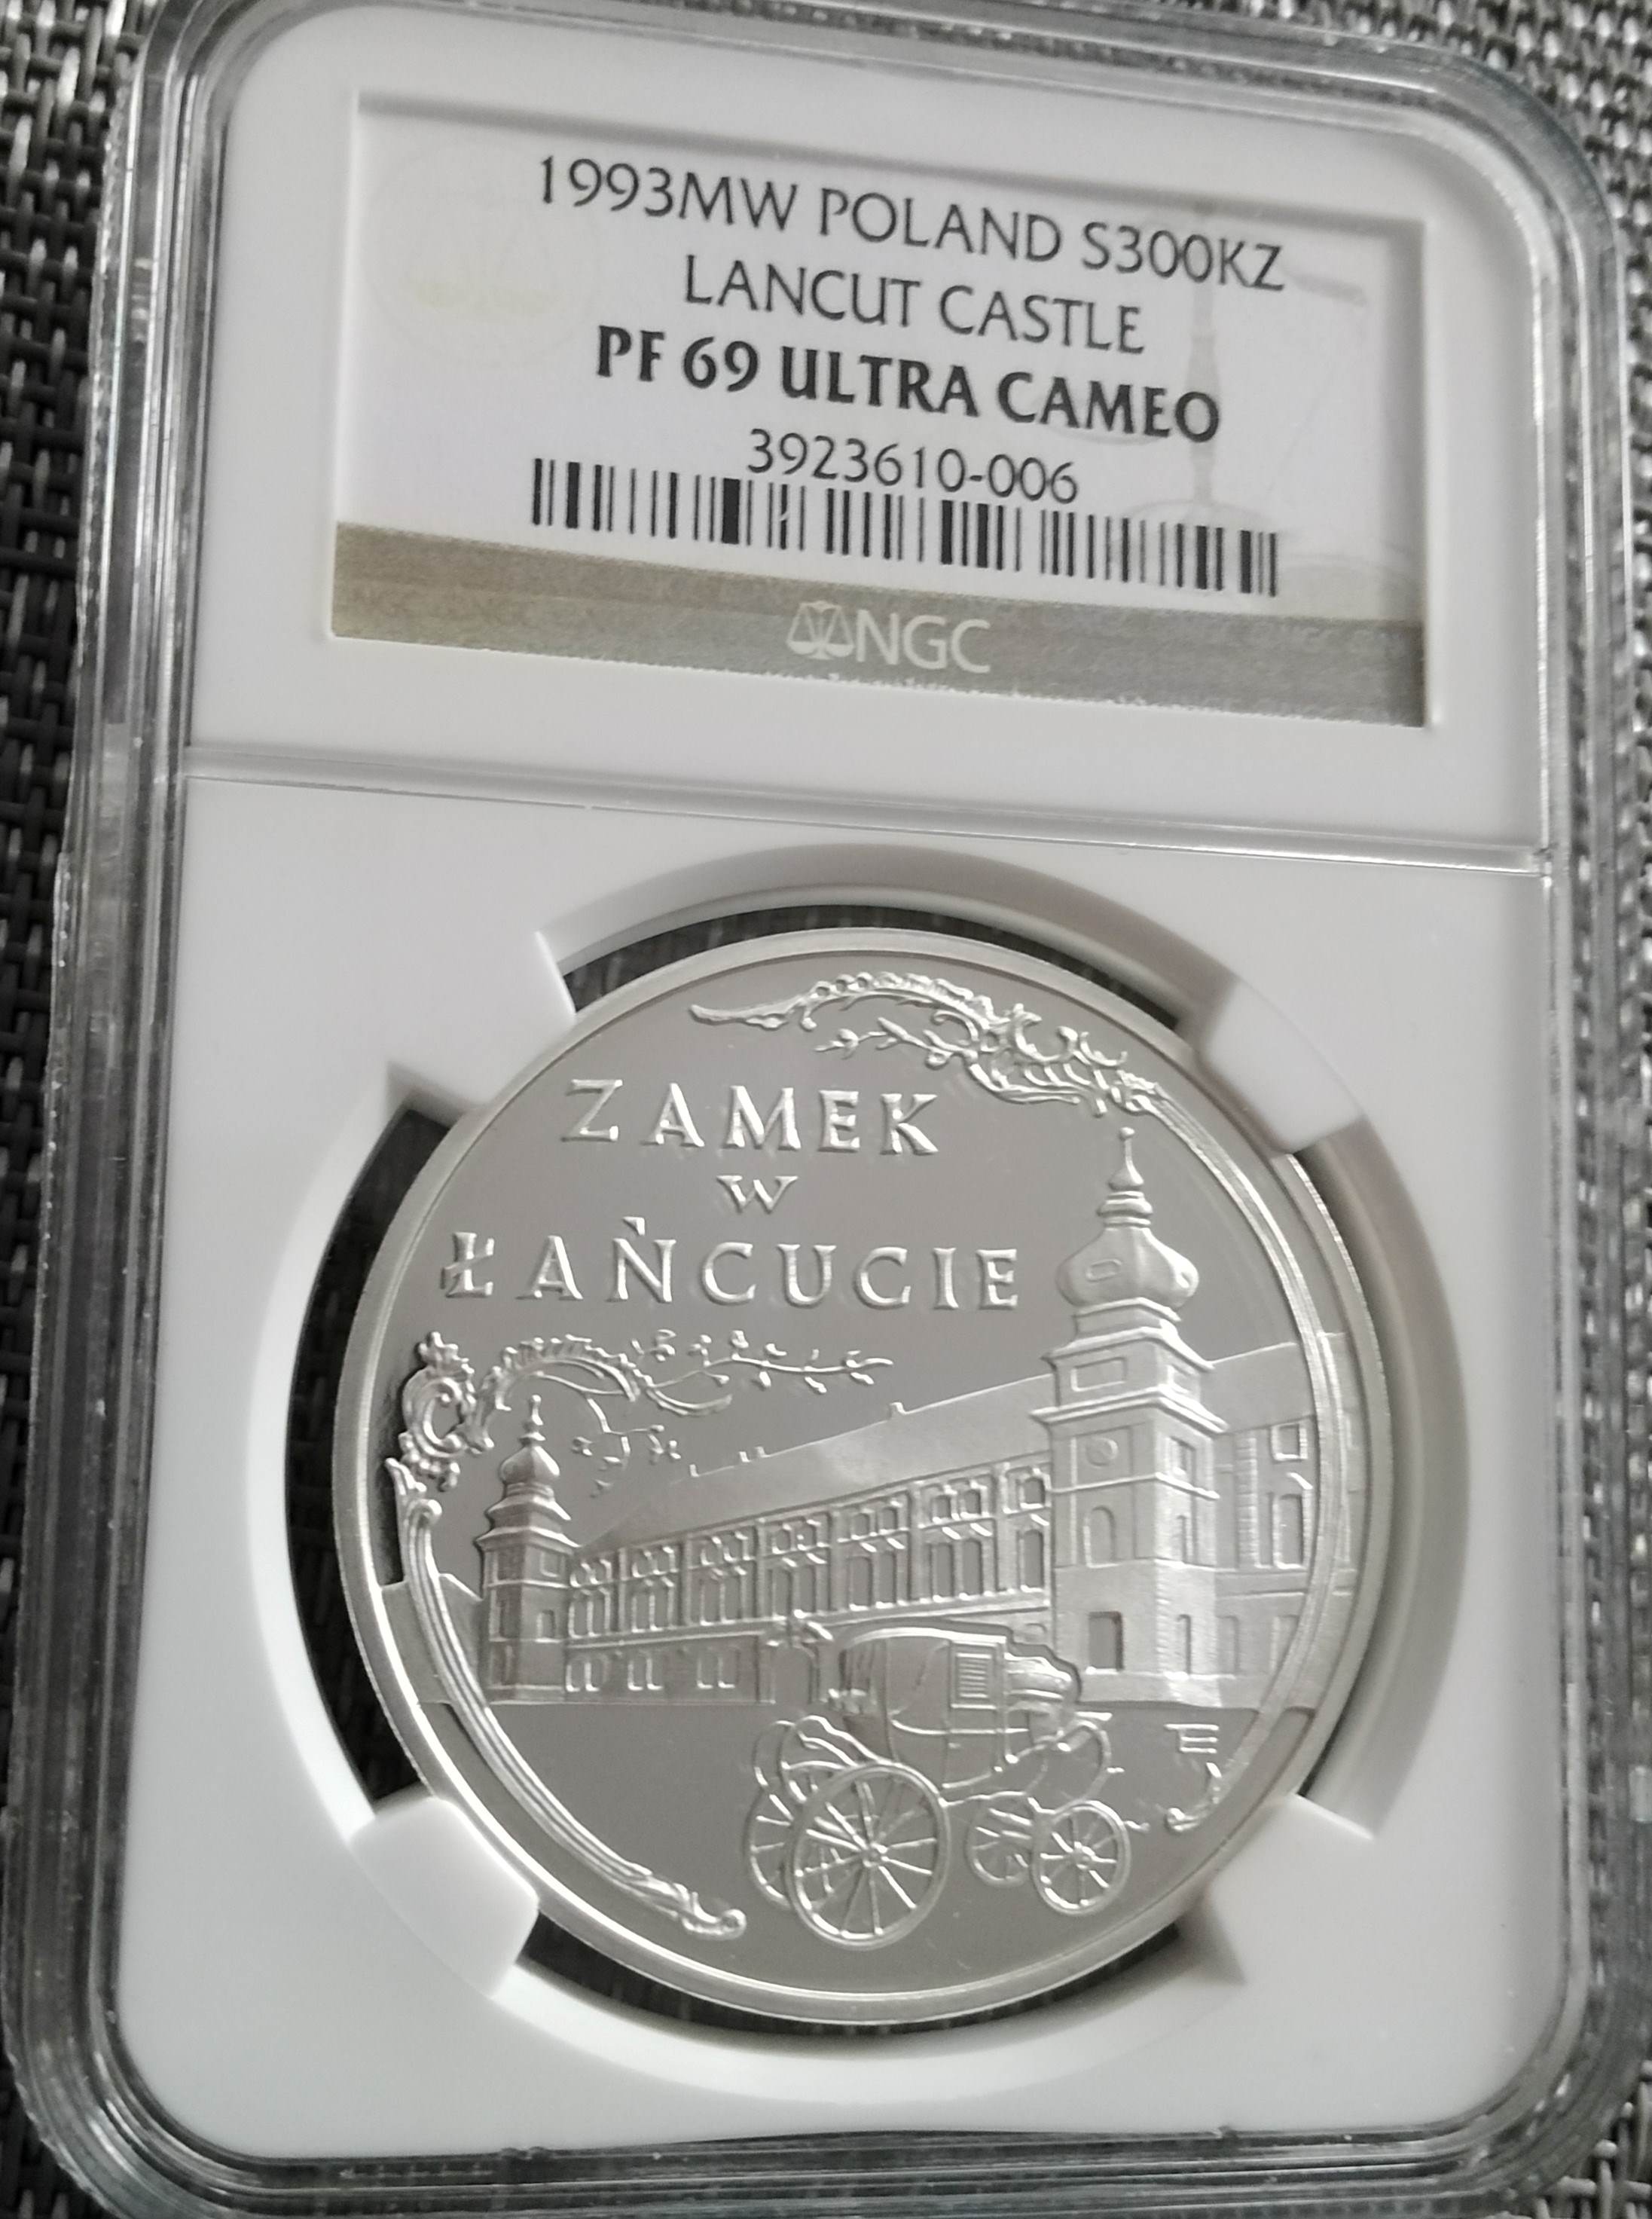 1993MW POLAND S300KZ
LANCUT CASTLE
PF 69 ULTRA CAMEO
3923610-006
NGC
ZAMEK
W
ŁAŃCUCIE